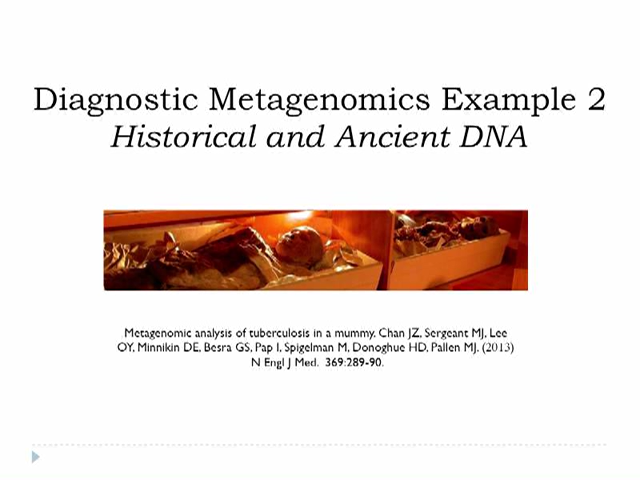 Diagnostic Metagenomics Example 2
Historical and Ancient DNA
Metagenomic analysis of tuberculosis in a mummy. Chan JZ, Sergeant MJ, Lee
OY, Minnikin DE, Besra GS, Pap I, Spigelman M, Donoghue HD, Pallen MJ. (2013)
N Engl J Med. 369:289-90.